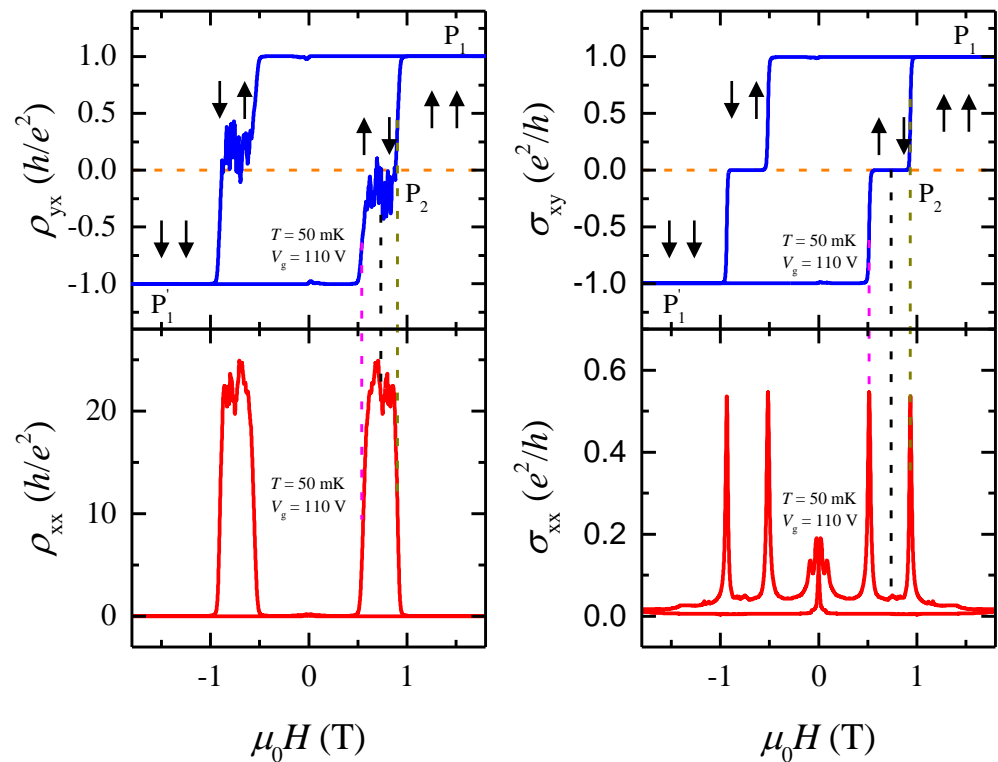 ρyx (h/e²)
1.0
0.5
0.0
-0.5
-1.0
P₁
P₂
P₁'
T = 50 mK
Vg = 110 V
ρxx (h/e²)
20
10
0
T = 50 mK
Vg = 110 V
-1 0 1
μ₀H (T)
σxy (e²/h)
1.0
0.5
0.0
-0.5
-1.0
P₁
P₂
P₁'
T = 50 mK
Vg = 110 V
σxx (e²/h)
0.6
0.4
0.2
0.0
T = 50 mK
Vg = 110 V
-1 0 1
μ₀H (T)